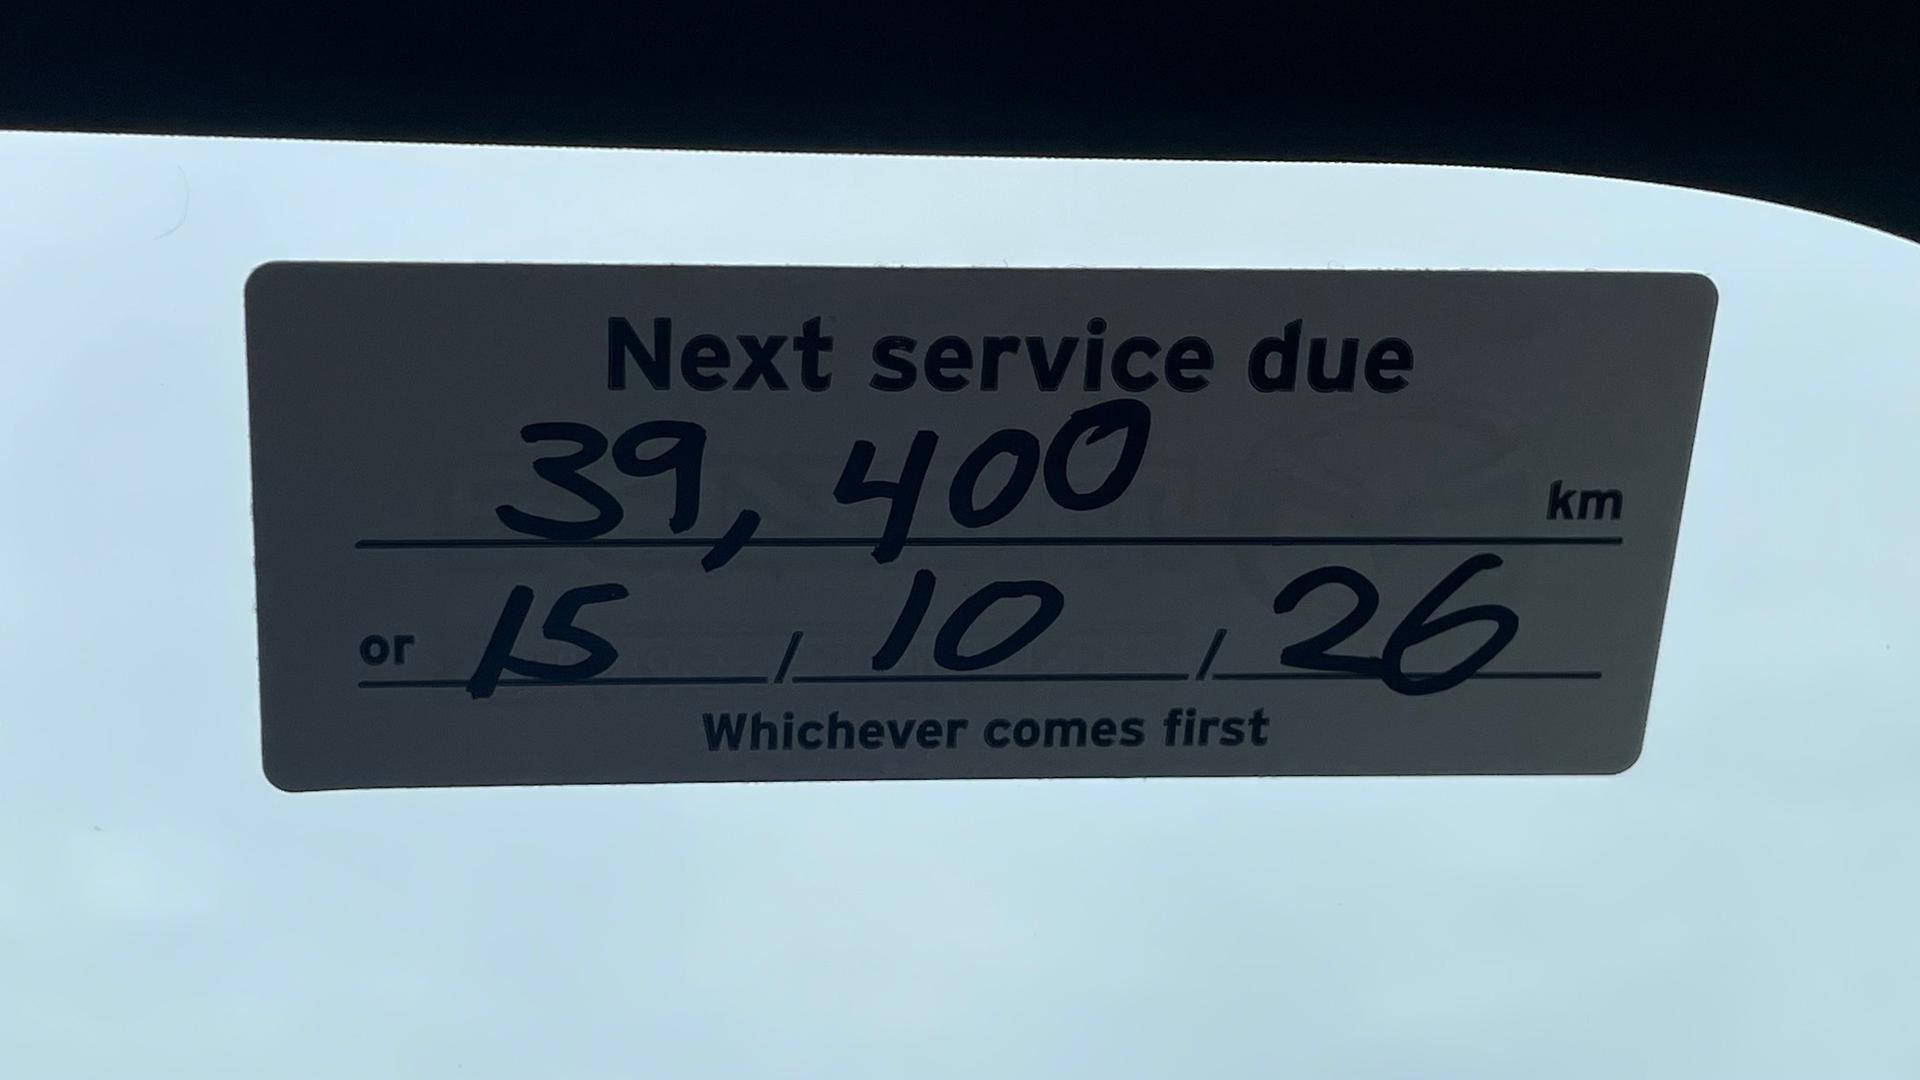 Next service due
39,400 km
or 15 / 10 / 26
Whichever comes first